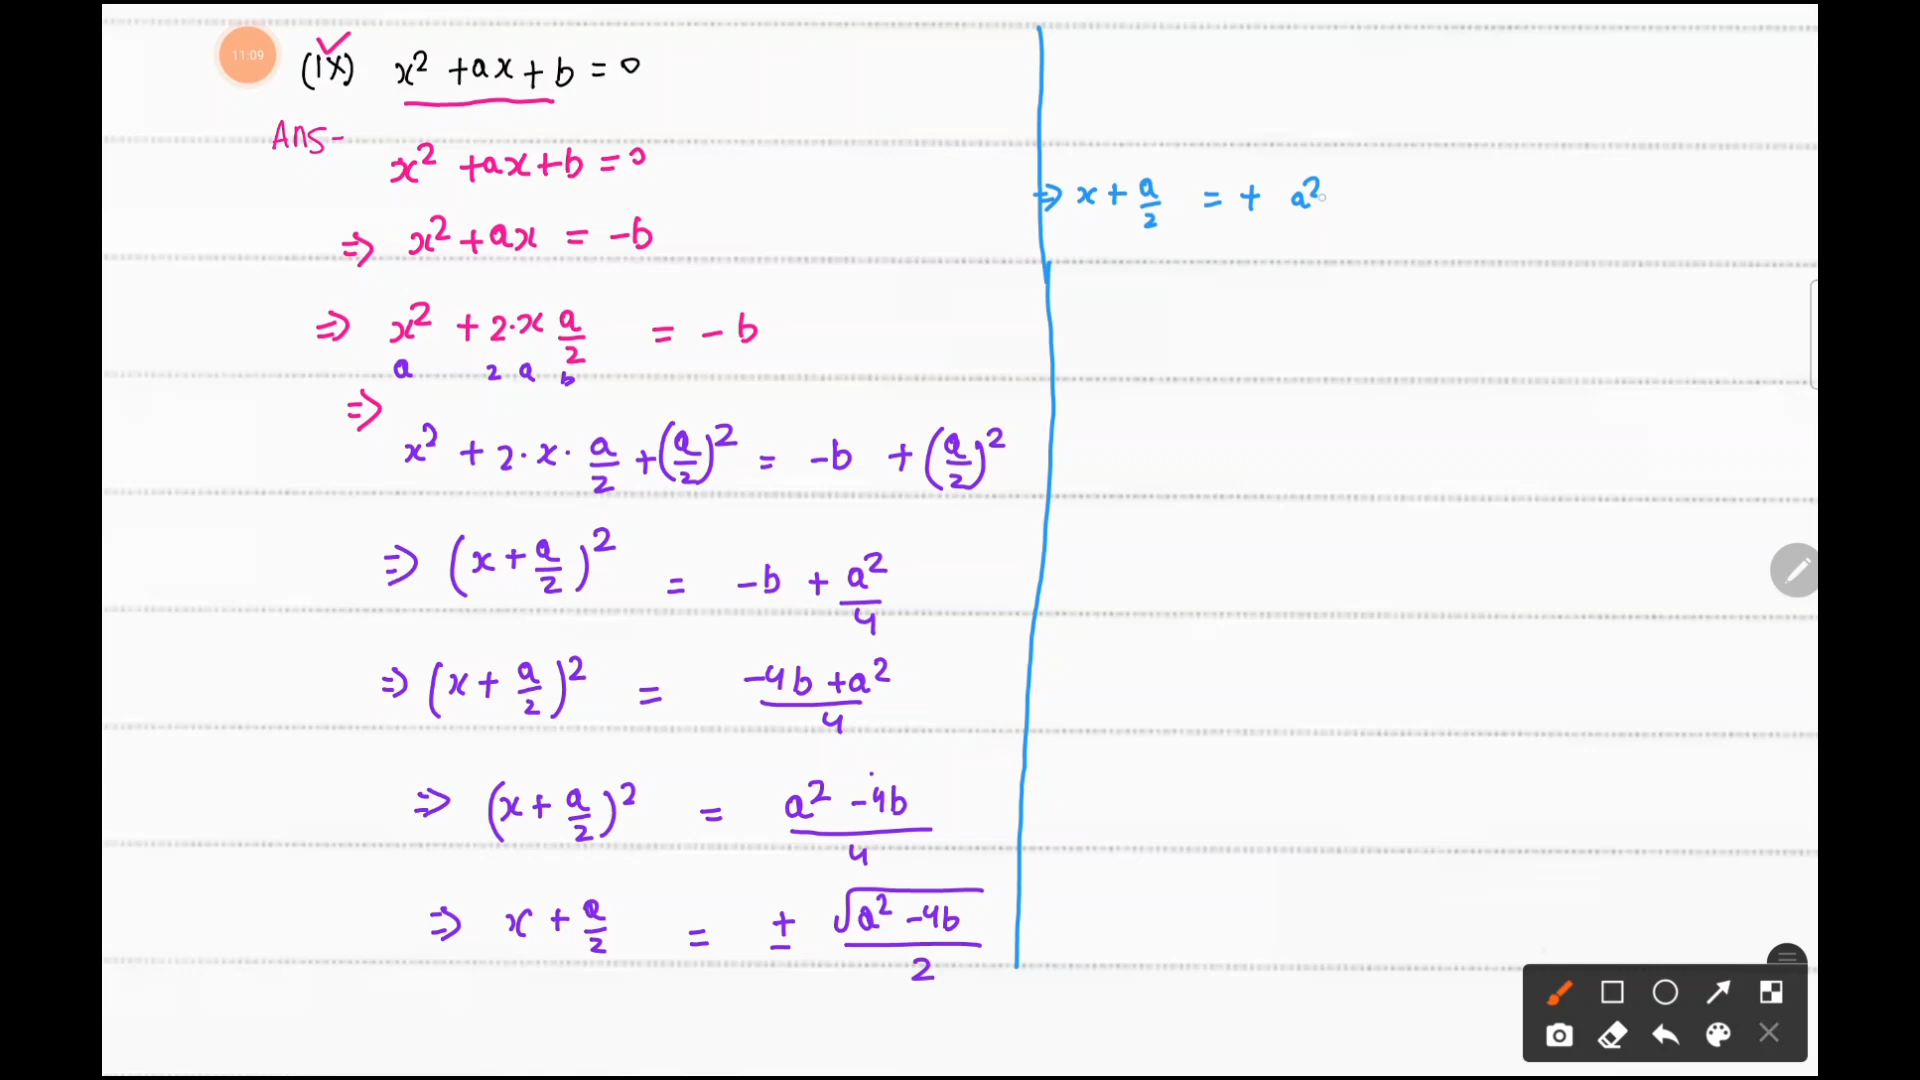 11:09
(ix) x² + ax + b = 0
Ans-
x² + ax + b = 0
⇒ x² + ax = -b
⇒ x² + 2·x a/2 = - b
a 2 a b
⇒
x² + 2·x· a/2 + (a/2)² = -b + (a/2)²
⇒ (x + a/2)² = -b + a²/4
⇒ (x + a/2)² = (-4b + a²)/4
⇒ (x + a/2)² = (a² - 4b)/4
⇒ x + a/2 = ± √(a² - 4b)/2
⇒ x + a/2 = + a²